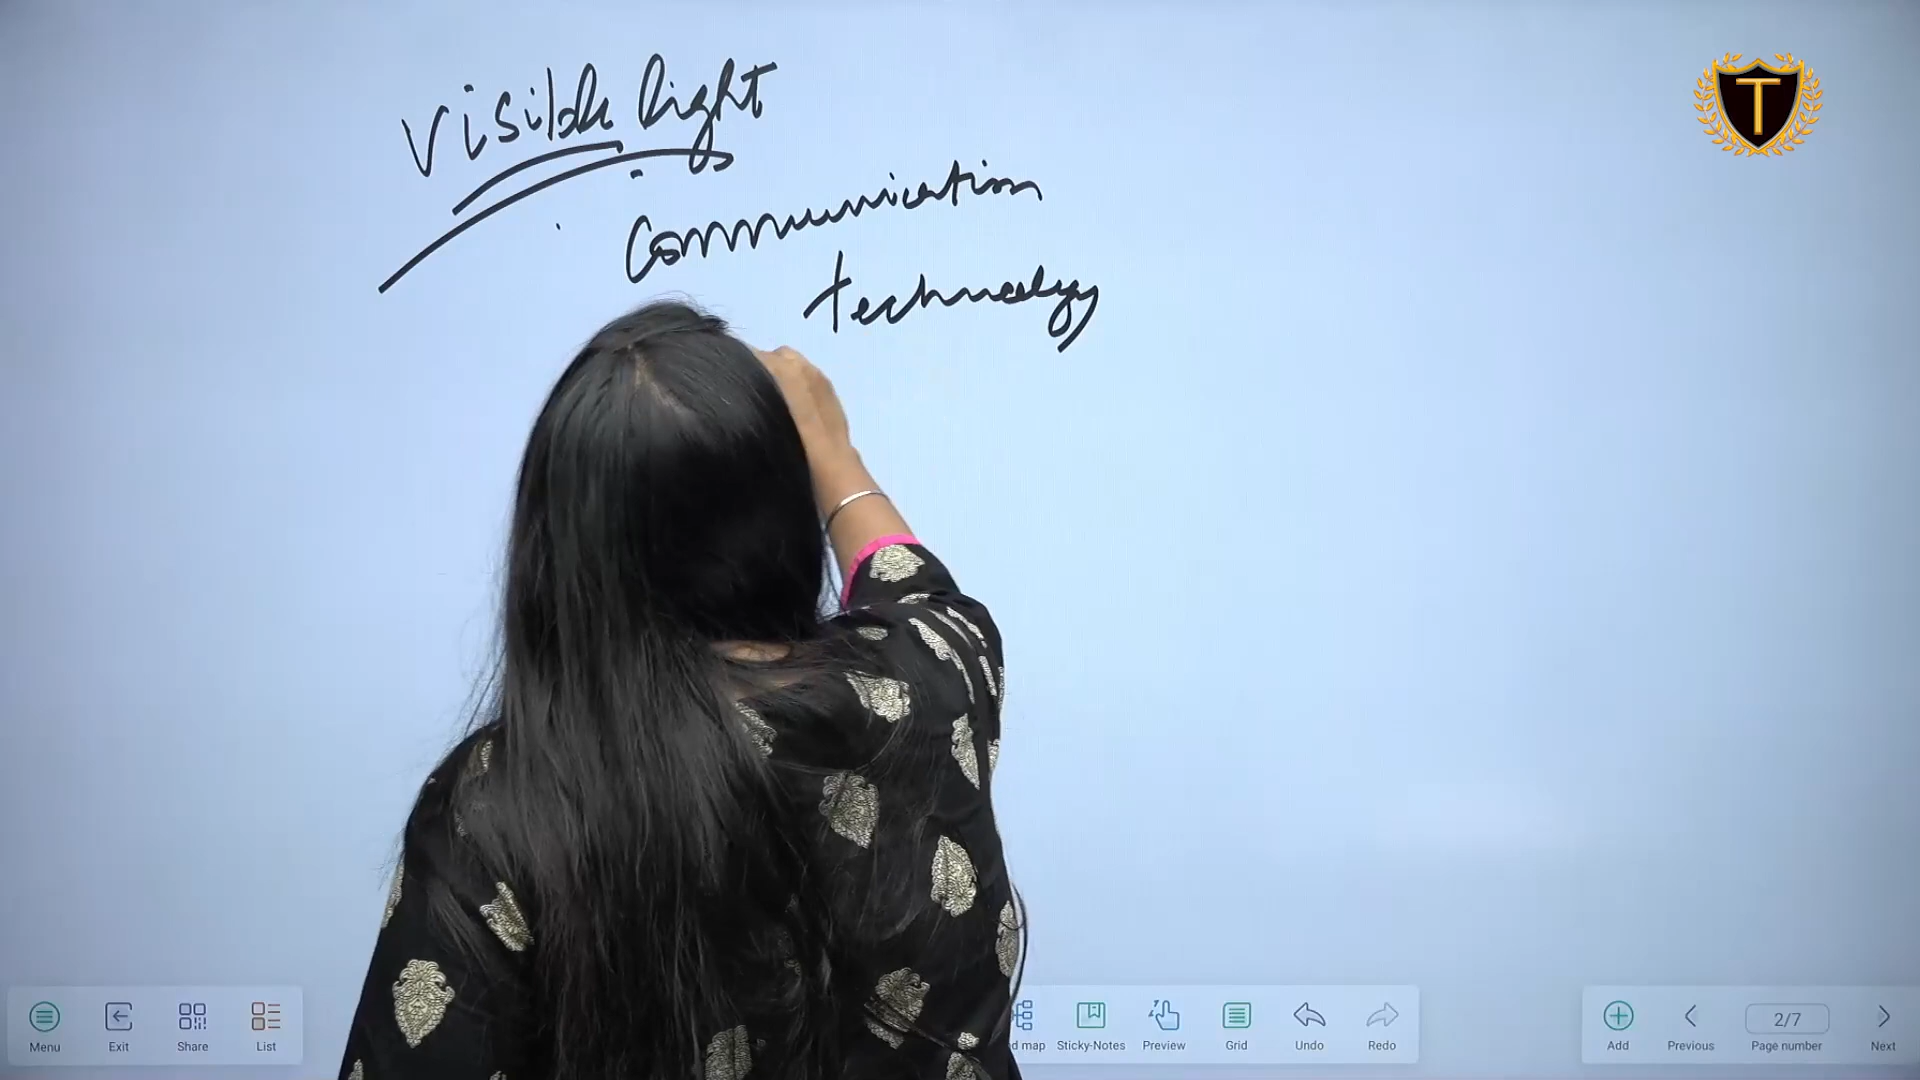 Visible light
Communication
technology
T
Menu
Exit
Share
List
d map
Sticky-Notes
Preview
Grid
Undo
Redo
Add
Previous
2/7
Page number
Next